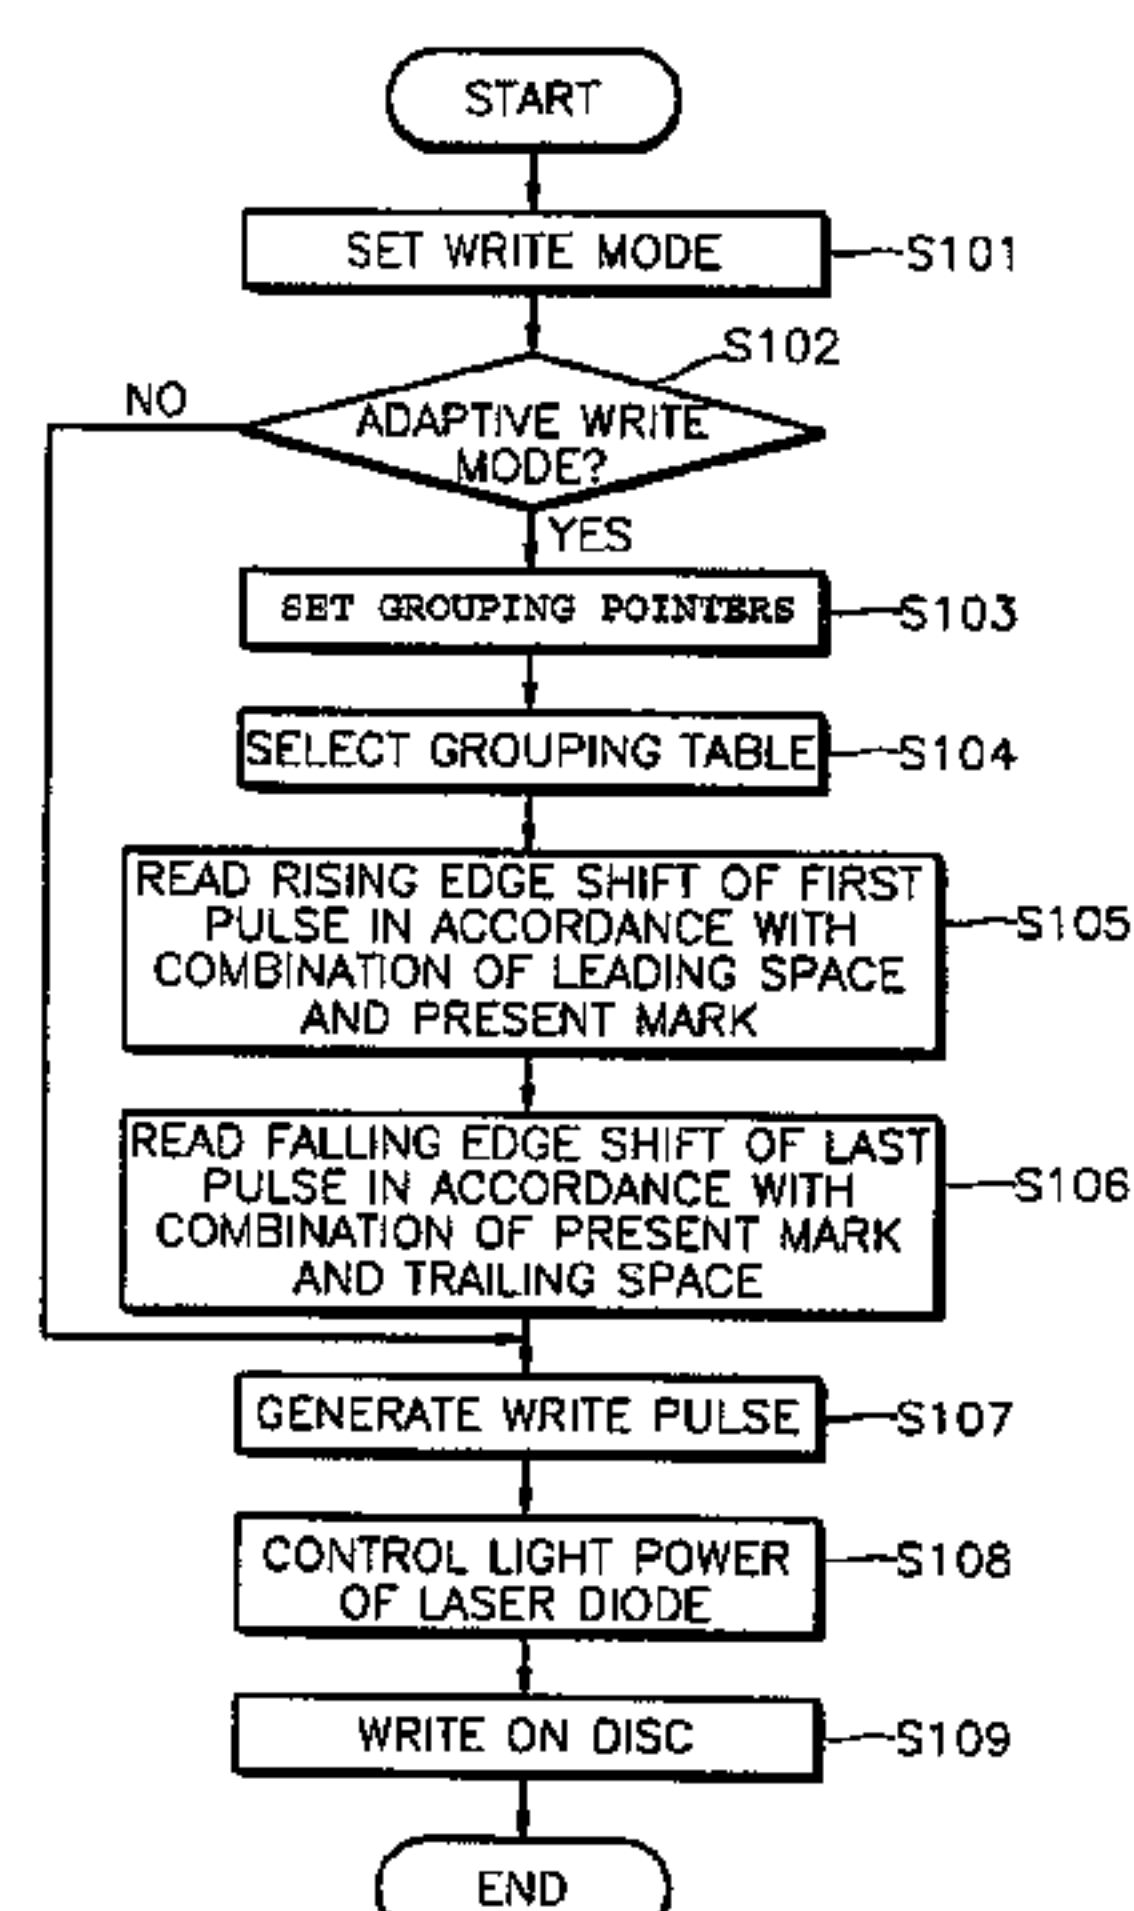 START
SET WRITE MODE
S101
S102
NO
ADAPTIVE WRITE
MODE?
YES
SET GROUPING POINTERS
S103
SELECT GROUPING TABLE
S104
READ RISING EDGE SHIFT OF FIRST
PULSE IN ACCORDANCE WITH
COMBINATION OF LEADING SPACE
AND PRESENT MARK
S105
READ FALLING EDGE SHIFT OF LAST
PULSE IN ACCORDANCE WITH
COMBINATION OF PRESENT MARK
AND TRAILING SPACE
S106
GENERATE WRITE PULSE
S107
CONTROL LIGHT POWER
OF LASER DIODE
S108
WRITE ON DISC
S109
END